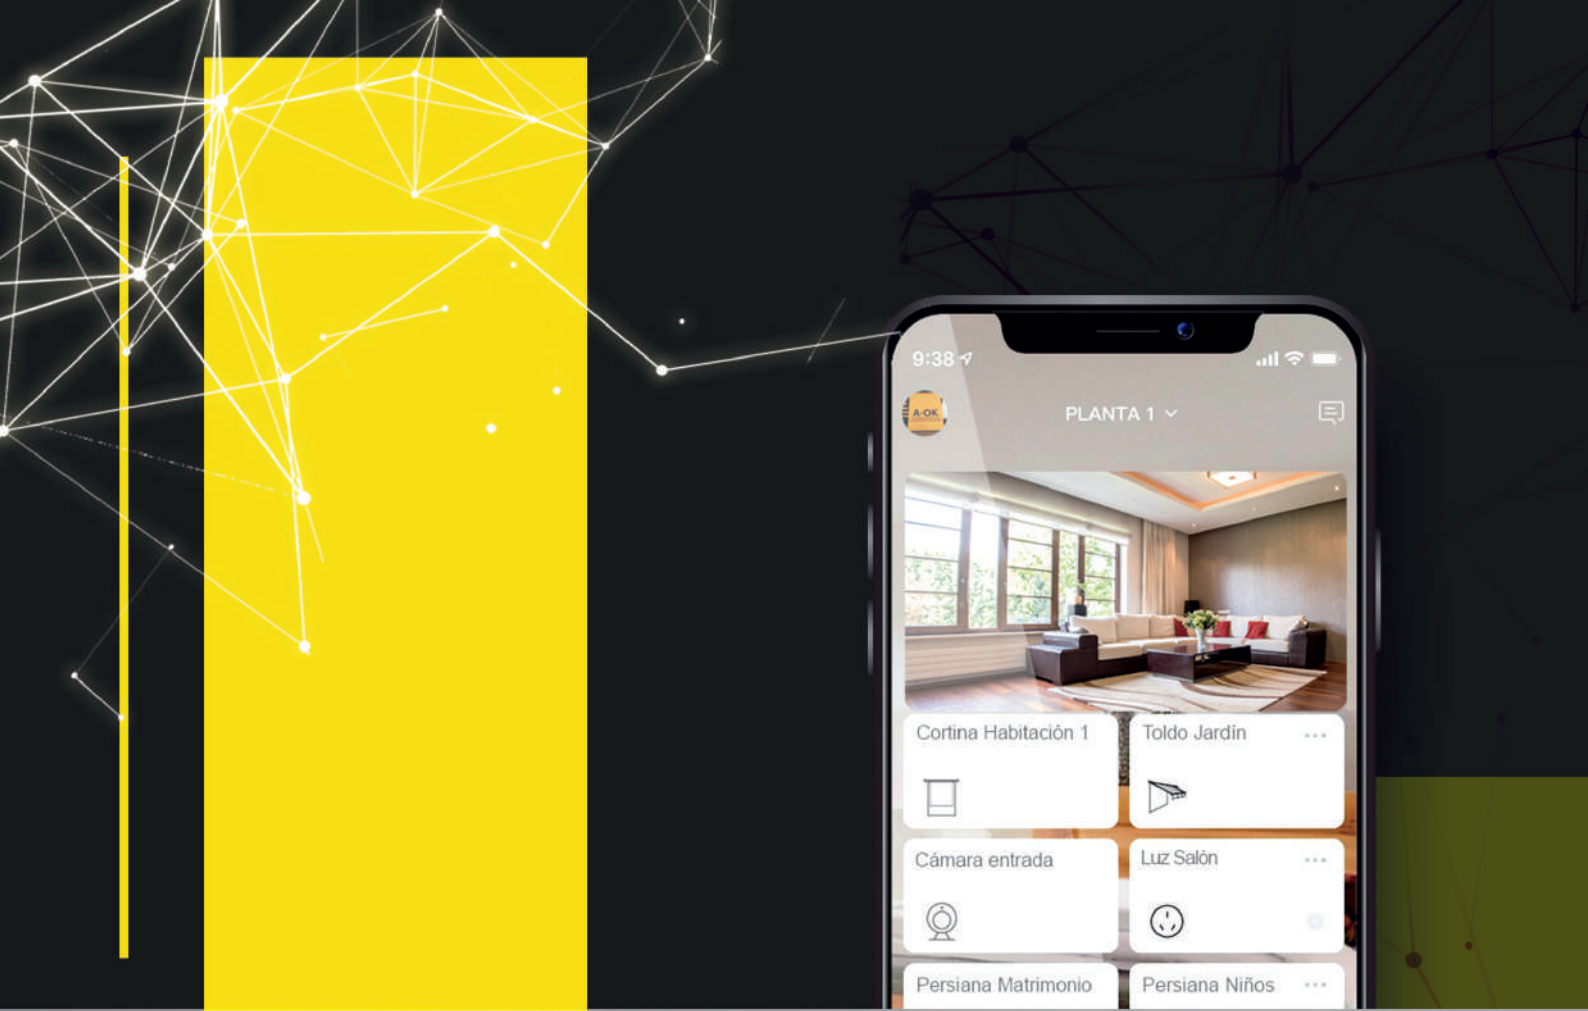 9:38
A-OK
PLANTA 1
Cortina Habitación 1
Toldo Jardín
Cámara entrada
Luz Salón
Persiana Matrimonio
Persiana Niños